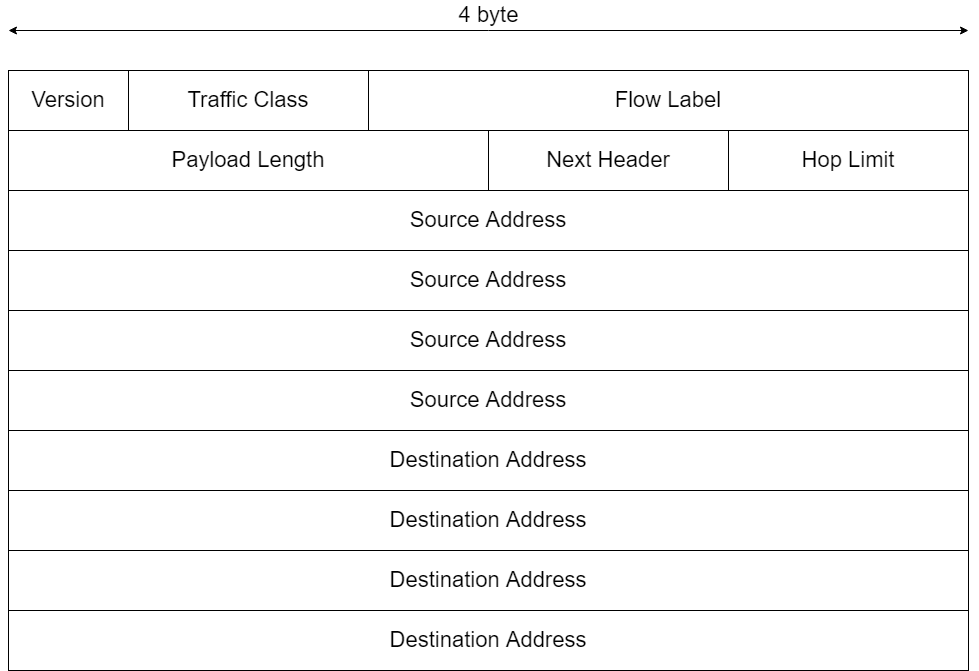 4 byte
Version Traffic Class Flow Label
Payload Length Next Header Hop Limit
Source Address
Source Address
Source Address
Source Address
Destination Address
Destination Address
Destination Address
Destination Address